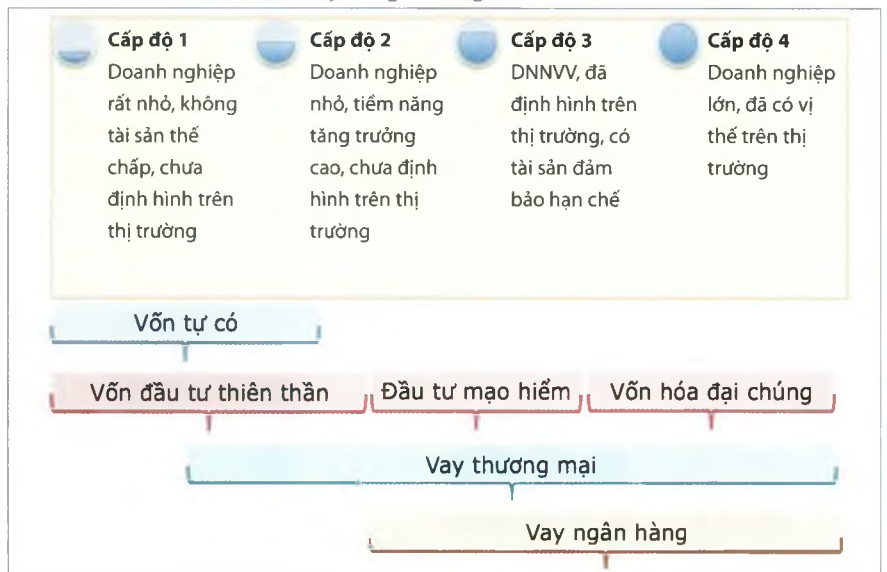 Cấp độ 1
Doanh nghiệp
rất nhỏ, không
tài sản thế
chấp, chưa
định hình trên
thị trường
Cấp độ 2
Doanh nghiệp
nhỏ, tiềm năng
tăng trưởng
cao, chưa định
hình trên thị
trường
Cấp độ 3
DNNVV, đã
định hình trên
thị trường, có
tài sản đảm
bảo hạn chế
Cấp độ 4
Doanh nghiệp
lớn, đã có vị
thế trên thị
trường
Vốn tự có
Vốn đầu tư thiên thần
Đầu tư mạo hiểm
Vốn hóa đại chúng
Vay thương mại
Vay ngân hàng